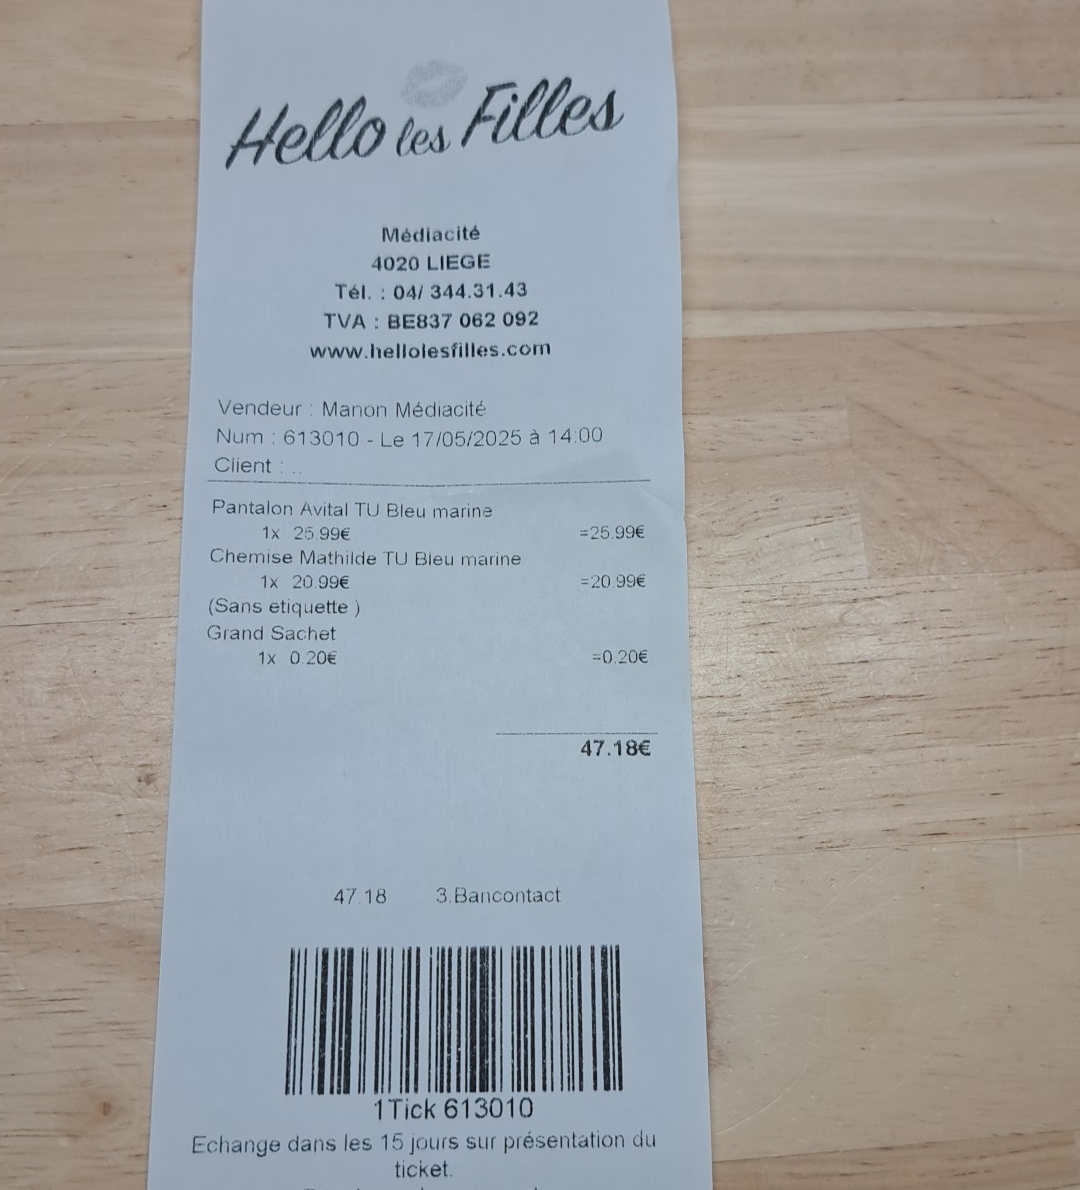 Hello les Filles
Médiacité
4020 LIEGE
Tél. : 04/ 344.31.43
TVA : BE837 062 092
www.hellolesfilles.com
Vendeur : Manon Médiacité
Num : 613010 - Le 17/05/2025 à 14:00
Client : ..
Pantalon Avital TU Bleu marine
1x 25.99€ =25.99€
Chemise Mathilde TU Bleu marine
1x 20.99€ =20.99€
(Sans etiquette )
Grand Sachet
1x 0.20€ =0.20€
47.18€
47.18 3.Bancontact
1Tick 613010
Echange dans les 15 jours sur présentation du
ticket.